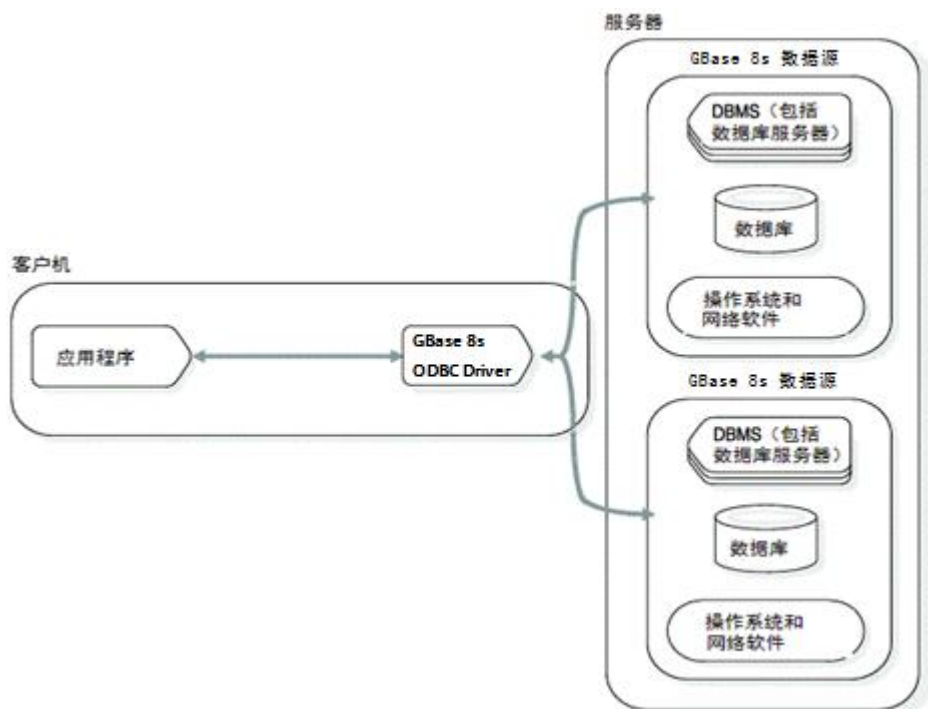 服务器
GBase 8s 数据源
DBMS（包括
数据库服务器）
数据库
操作系统和
网络软件
客户机
应用程序
GBase 8s
ODBC Driver
GBase 8s 数据源
DBMS（包括
数据库服务器）
数据库
操作系统和
网络软件